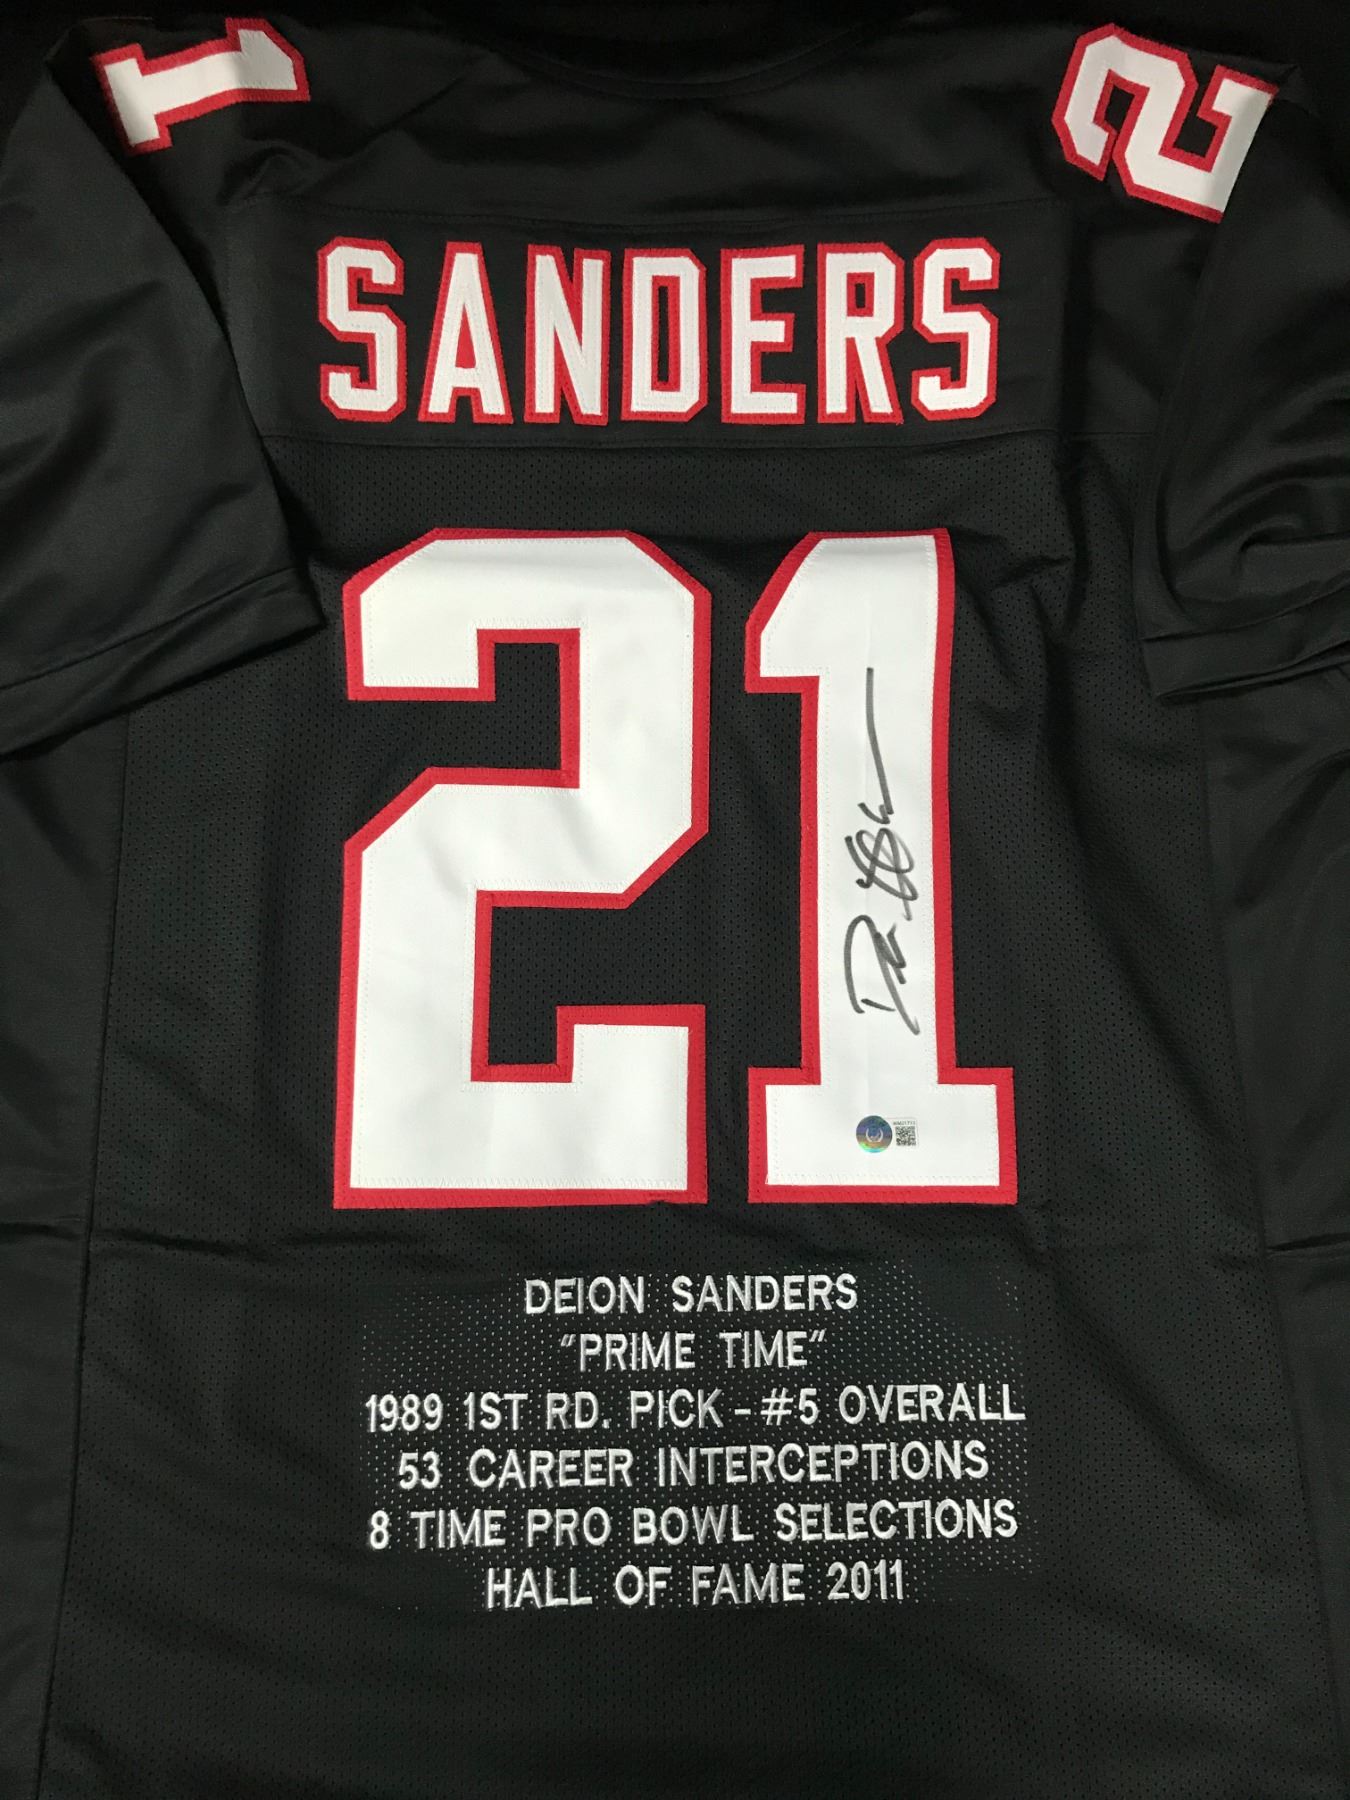 1 2
SANDERS
21
DEION SANDERS
"PRIME TIME"
1989 1ST RD. PICK - #5 OVERALL
53 CAREER INTERCEPTIONS
8 TIME PRO BOWL SELECTIONS
HALL OF FAME 2011